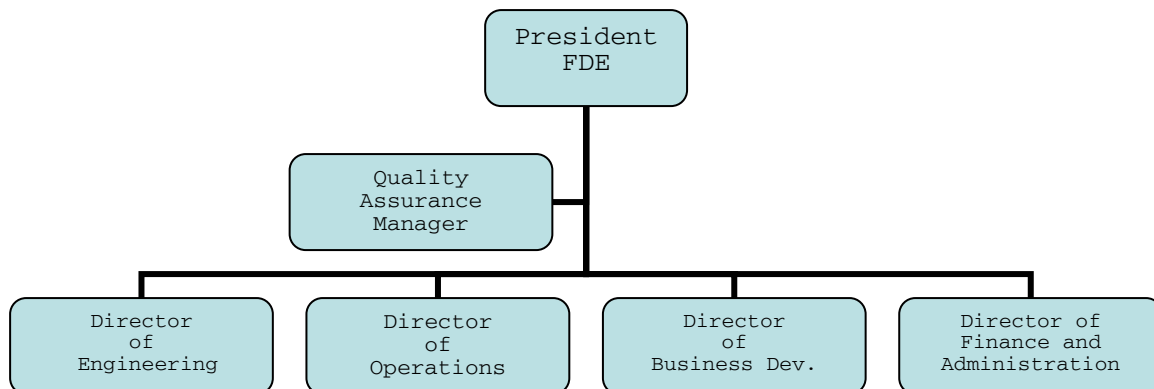 President
FDE
Quality
Assurance
Manager
Director
of
Engineering
Director
of
Operations
Director
of
Business Dev.
Director of
Finance and
Administration